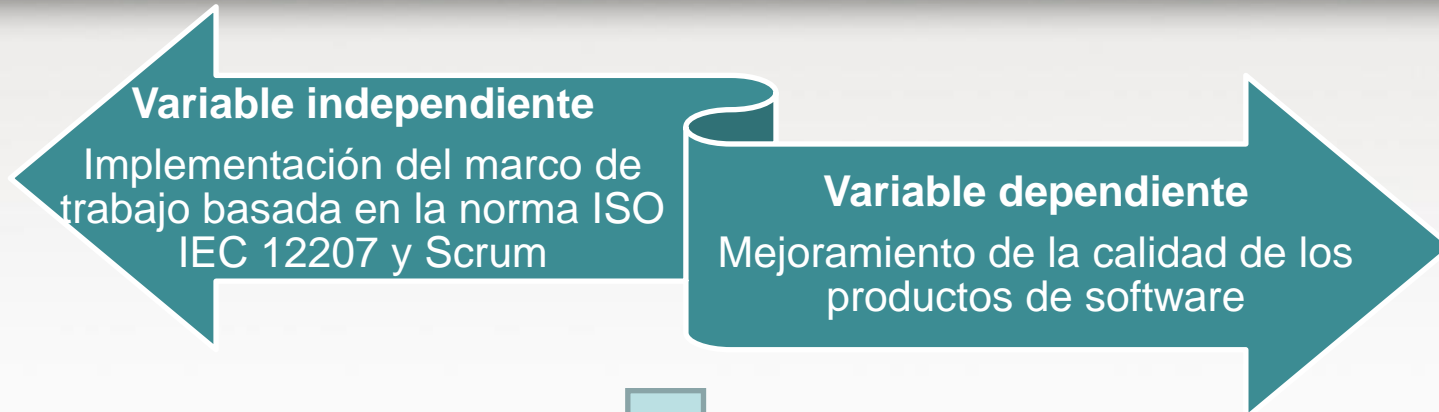 Variable independiente
Implementación del marco de
trabajo basada en la norma ISO
IEC 12207 y Scrum
Variable dependiente
Mejoramiento de la calidad de los
productos de software